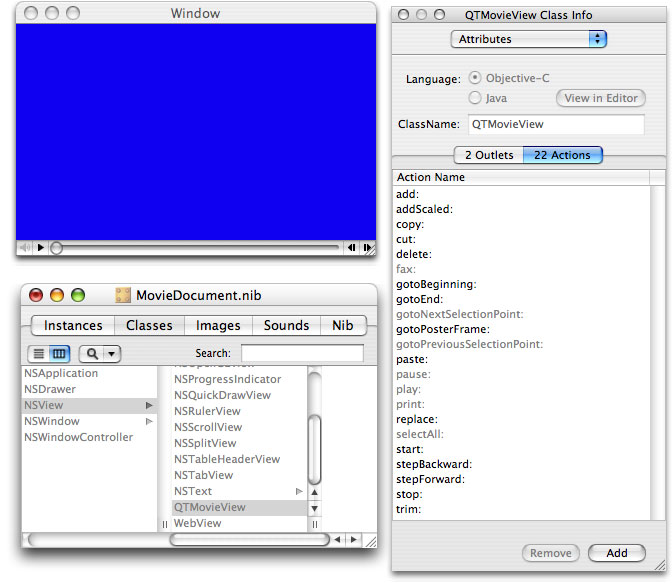 Window
MovieDocument.nib
Instances Classes Images Sounds Nib
Search:
NSApplication
NSDrawer
NSView
NSWindow
NSWindowController
NSProgressIndicator
NSQuickDrawView
NSRulerView
NSScrollView
NSSplitView
NSTableHeaderView
NSTabView
NSText
QTMovieView
WebView
QTMovieView Class Info
Attributes
Language: Objective-C
Java View in Editor
ClassName: QTMovieView
2 Outlets 22 Actions
Action Name
add:
addScaled:
copy:
cut:
delete:
fax:
gotoBeginning:
gotoEnd:
gotoNextSelectionPoint:
gotoPosterFrame:
gotoPreviousSelectionPoint:
paste:
pause:
play:
print:
replace:
selectAll:
start:
stepBackward:
stepForward:
stop:
trim:
Remove Add